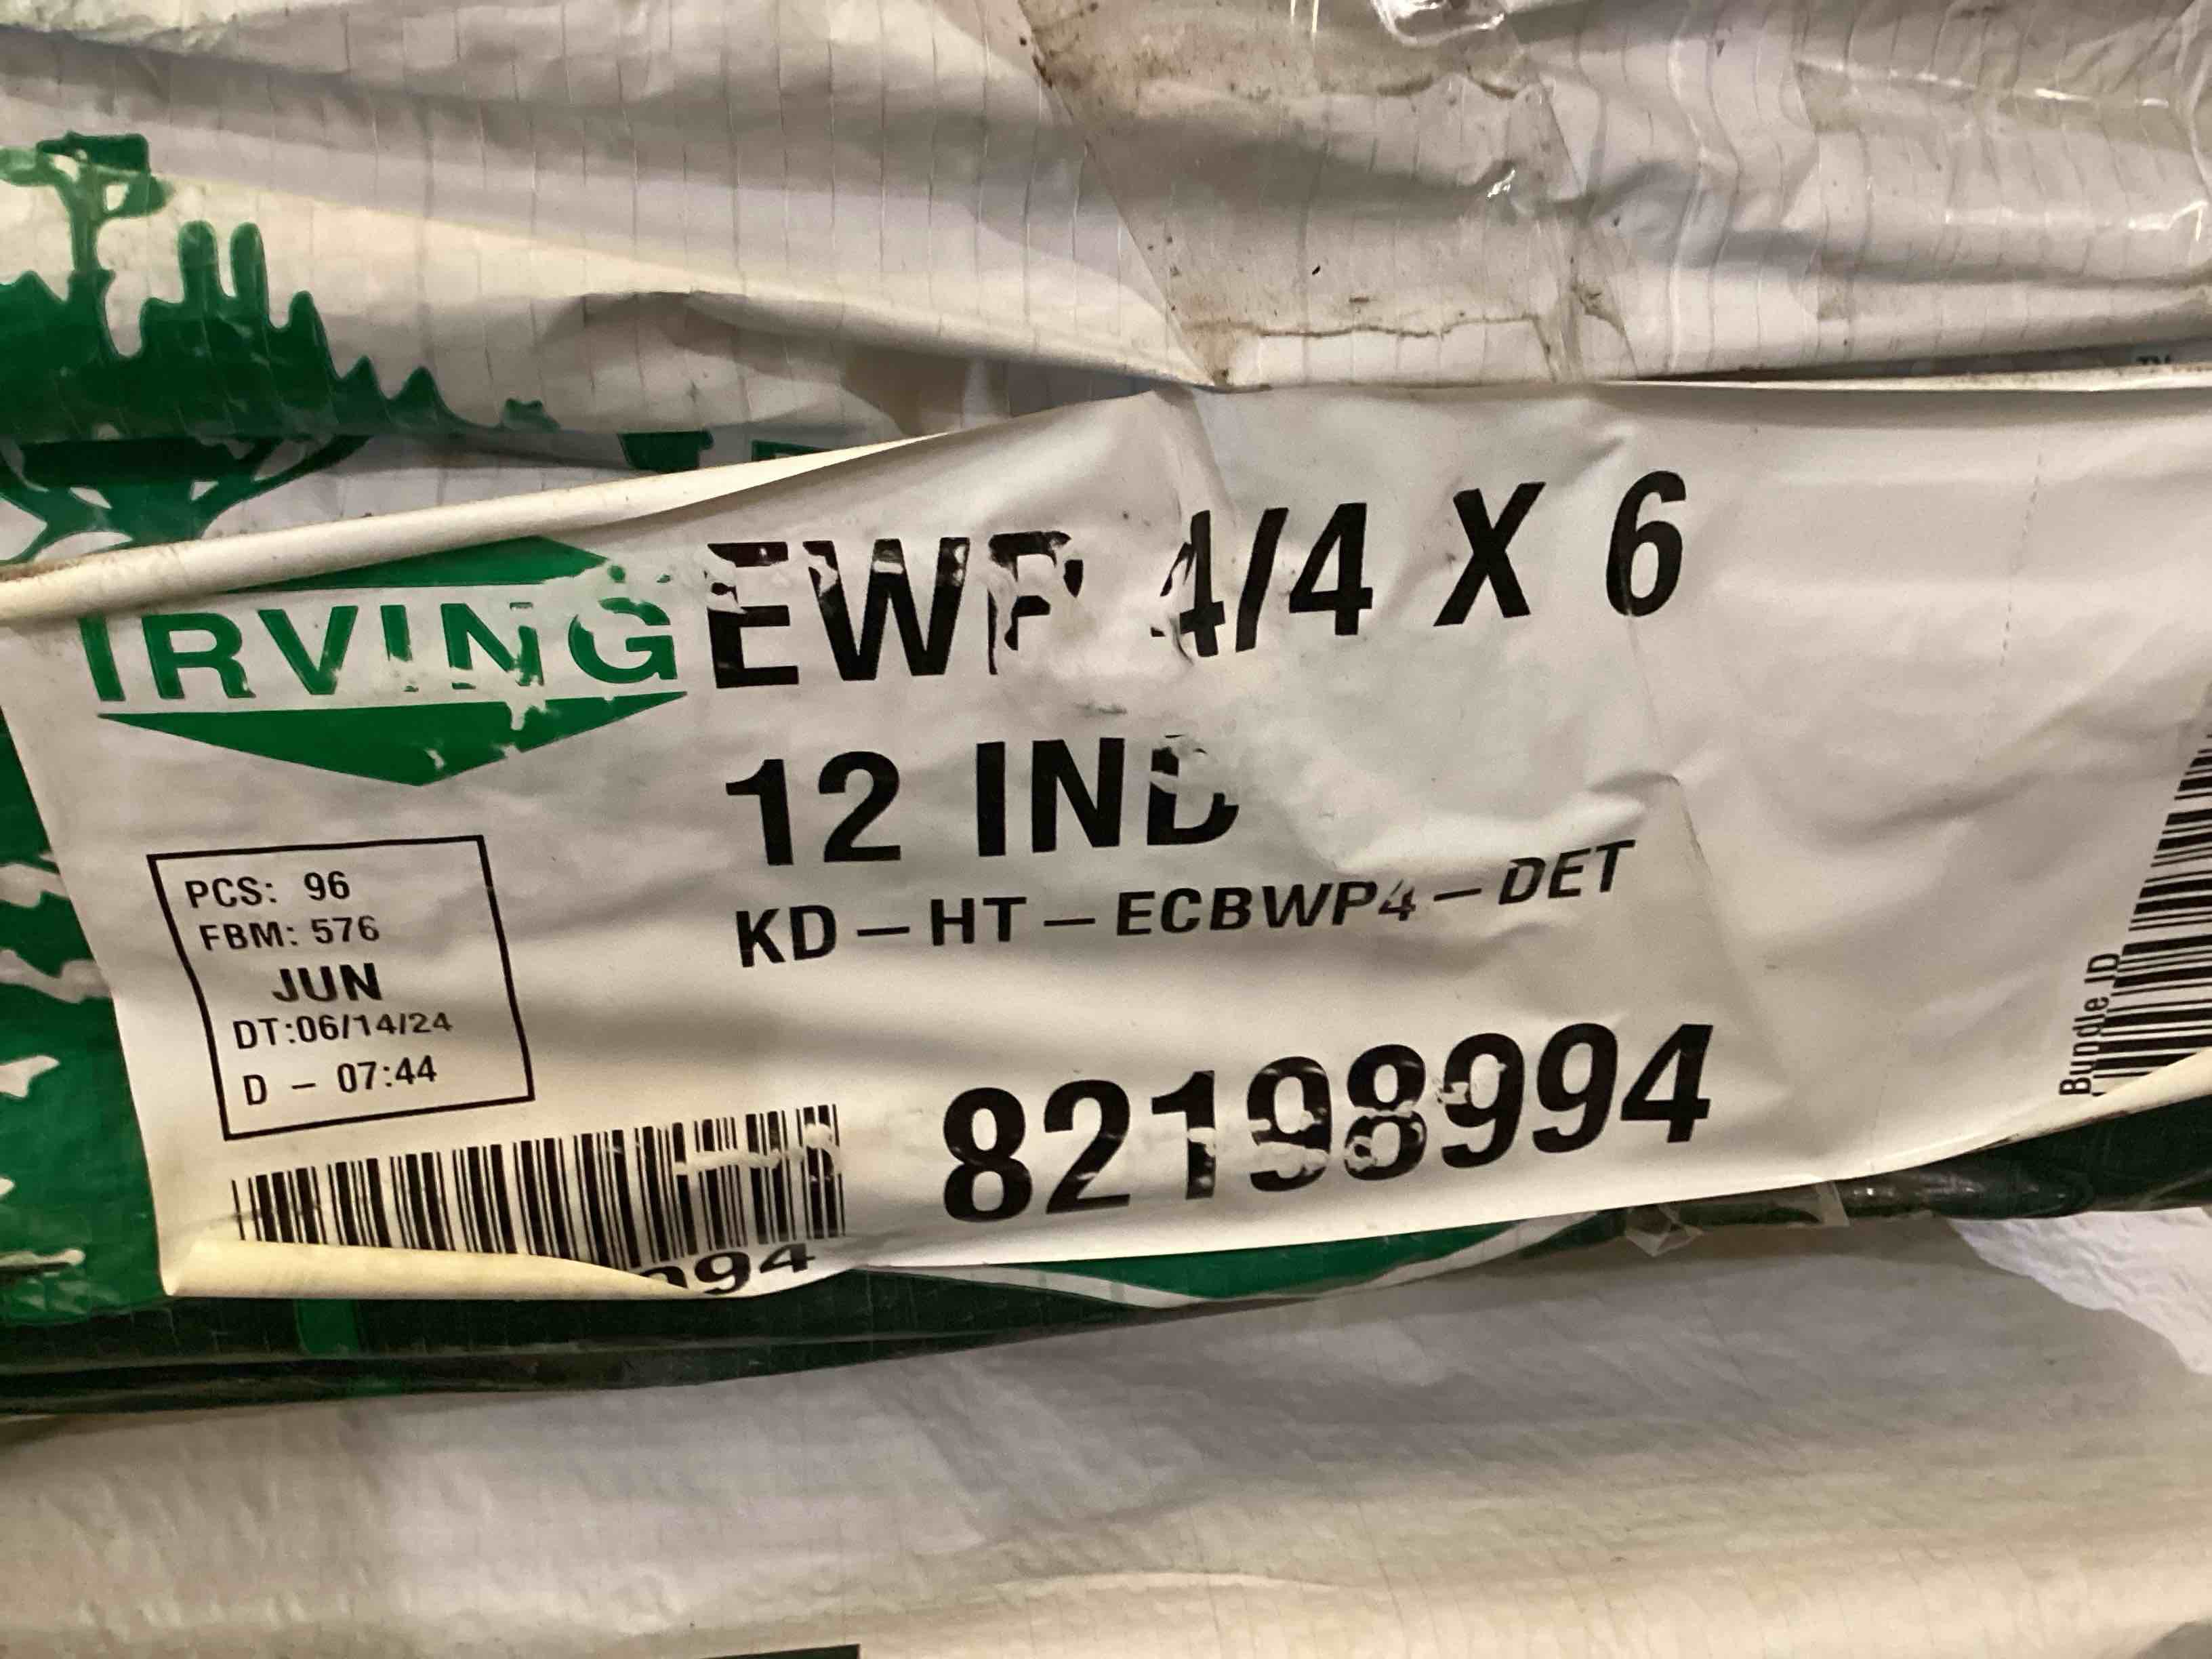 IRVING
EWP 4/4 X 6
12 IND
KD - HT - ECBWP4 - DET
PCS: 96
FBM: 576
JUN
DT:06/14/24
D - 07:44
82198994
94
Bundle ID